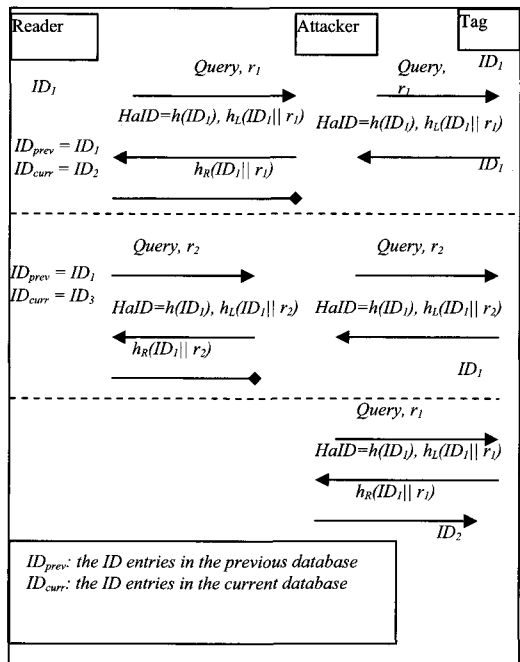 Reader
Attacker
Tag
Query, r1
Query, r1
ID1
ID1
HaID=h(ID1), hL(ID1|| r1)
HaID=h(ID1), hL(ID1|| r1)
IDprev = ID1
IDcurr = ID2
hR(ID1|| r1)
ID1
Query, r2
Query, r2
IDprev = ID1
IDcurr = ID3
HaID=h(ID1), hL(ID1|| r2)
HaID=h(ID1), hL(ID1|| r2)
hR(ID1|| r2)
ID1
Query, r1
HaID=h(ID1), hL(ID1|| r1)
hR(ID1|| r1)
ID2
IDprev: the ID entries in the previous database
IDcurr: the ID entries in the current database